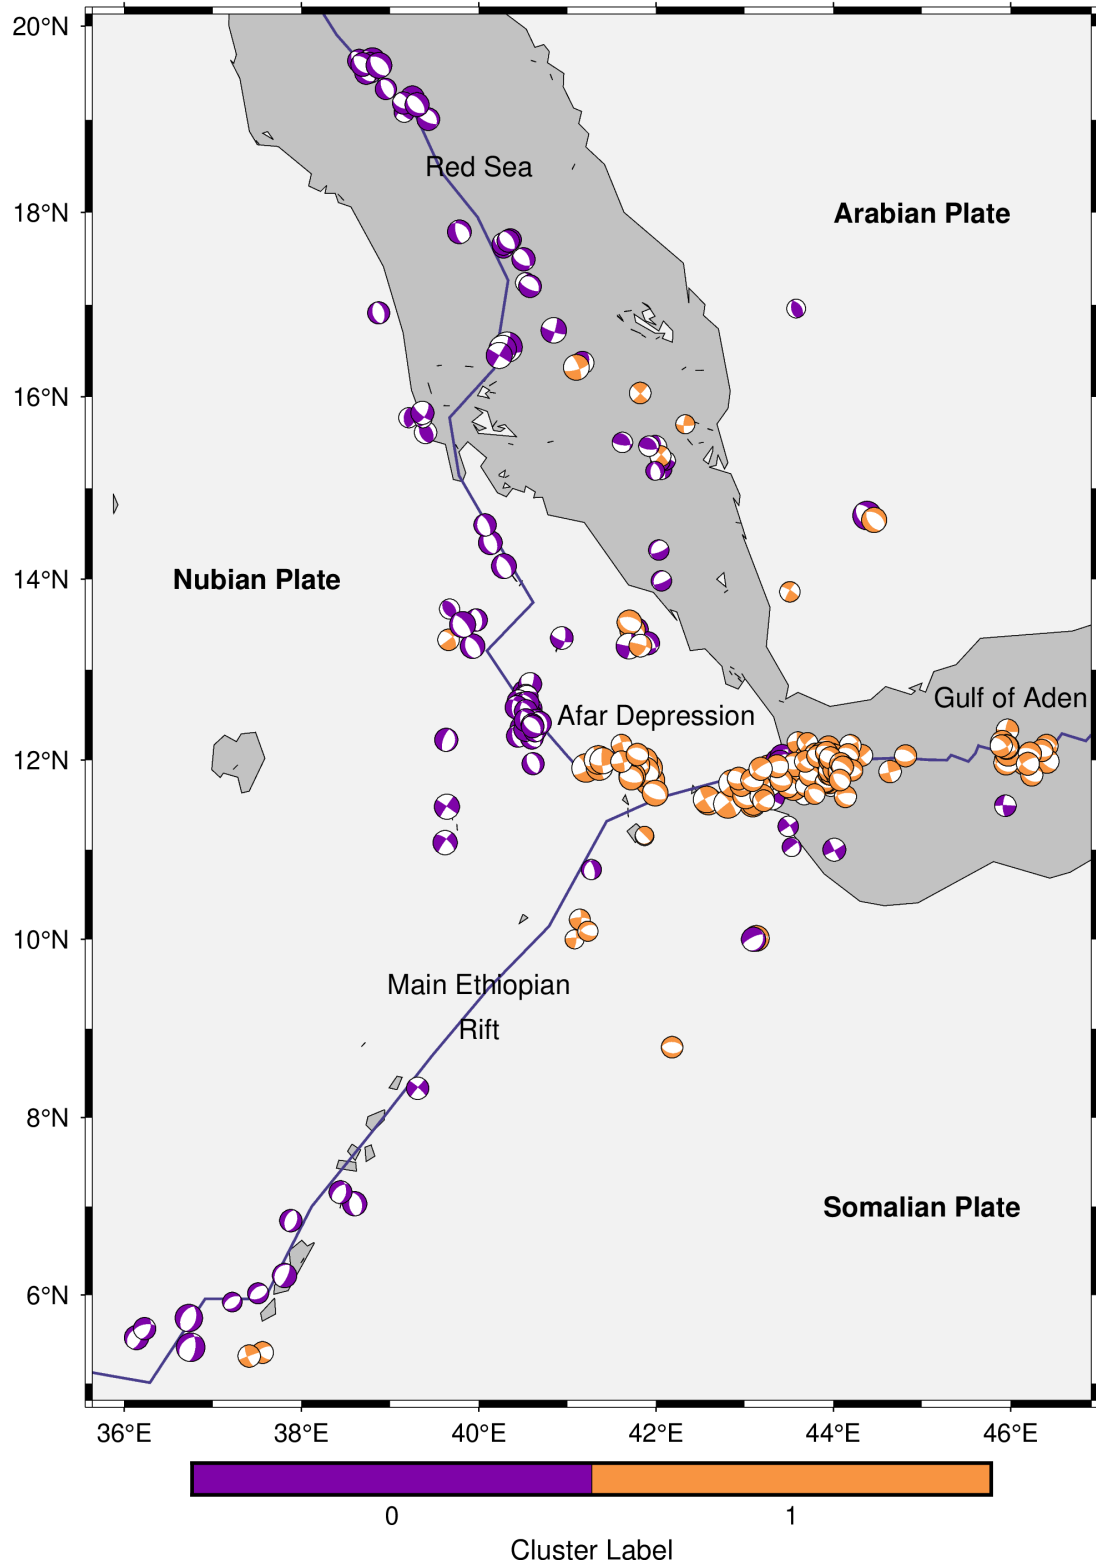 20°N
Red Sea
18°N
Arabian Plate
16°N
14°N
Nubian Plate
Gulf of Aden
Afar Depression
12°N
10°N
Main Ethiopian
Rift
8°N
Somalian Plate
6°N
36°E 38°E 40°E 42°E 44°E 46°E
0 1
Cluster Label